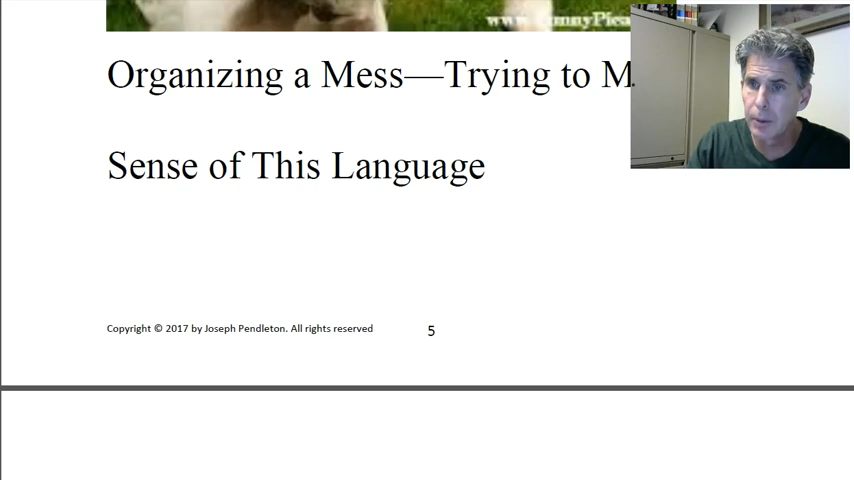 Organizing a Mess—Trying to M
Sense of This Language
Copyright © 2017 by Joseph Pendleton. All rights reserved
5